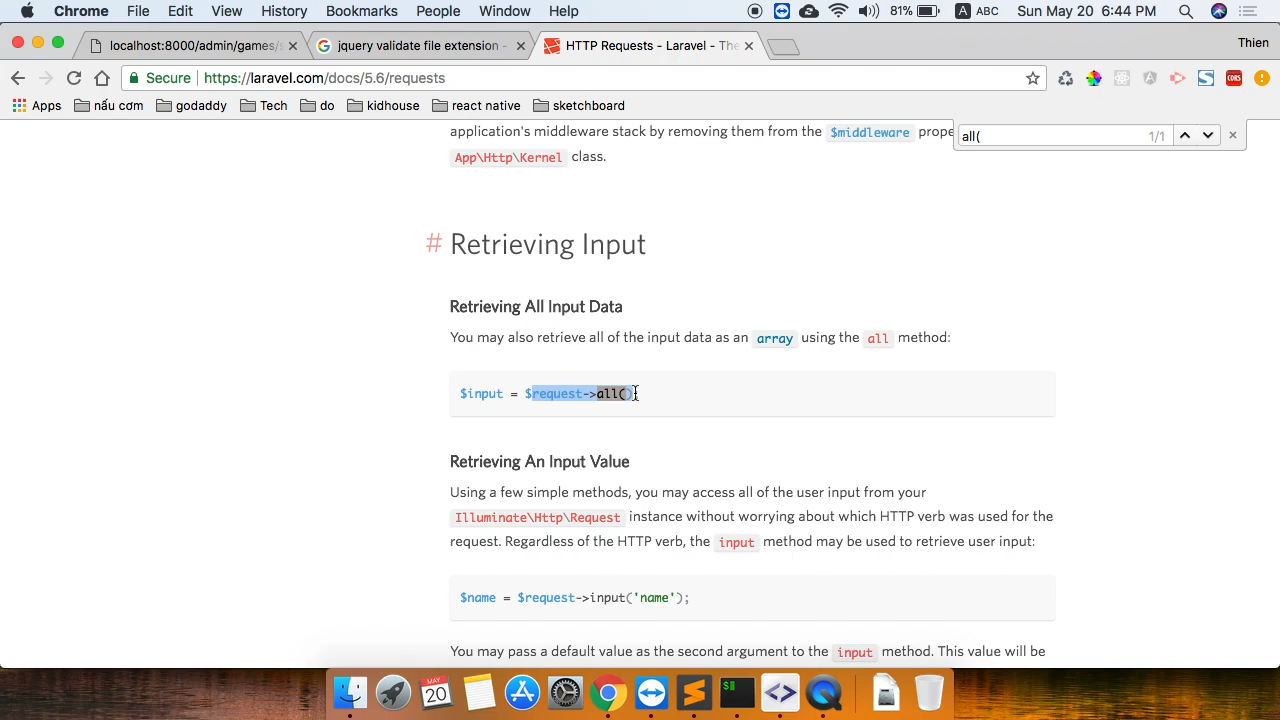 Chrome File Edit View History Bookmarks People Window Help 81% A ABC Sun May 20 6:44 PM
localhost:8000/admin/games/ × jquery validate file extension - × HTTP Requests - Laravel - The × Thien
Secure https://laravel.com/docs/5.6/requests CORS
Apps nấu cơm godaddy Tech do kidhouse react native sketchboard
all( 1/1
application's middleware stack by removing them from the $middleware prope
App\Http\Kernel class.
# Retrieving Input
Retrieving All Input Data
You may also retrieve all of the input data as an array using the all method:
$input = $request->all()
Retrieving An Input Value
Using a few simple methods, you may access all of the user input from your
Illuminate\Http\Request instance without worrying about which HTTP verb was used for the
request. Regardless of the HTTP verb, the input method may be used to retrieve user input:
$name = $request->input('name');
You may pass a default value as the second argument to the input method. This value will be
MAY
20
$